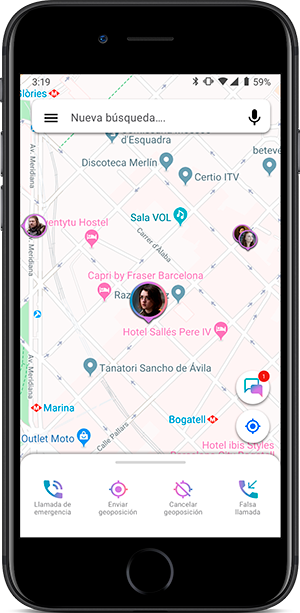 3:19
59%
Glòries
Nueva búsqueda....
d'Esquadra
Discoteca Merlín
betevé
Certio ITV
Av. Meridiana
Sala VOL
Carrer d'Àlaba
Capri by Fraser Barcelona
Raz
Hotel Sallés Pere IV
Av. Meridiana
Tanatori Sancho de Ávila
Av. Meridiana
1
Marina
Bogatell
Outlet Moto
Calle Pallars
Hotel ibis Styles
Llamada de
emergencia
Enviar
geoposición
Cancelar
geoposición
Falsa
llamada